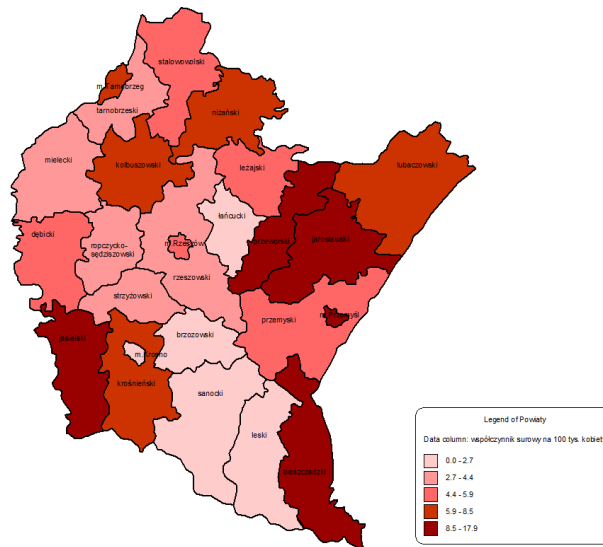 stalowowolski
m.Tarnobrzeg
tarnobrzeski
niżański
mielecki
kolbuszowski
leżajski
lubaczowski
łańcucki
dębicki
ropczycko-
sędziszowski
m.Rzeszów
przeworski
jarosławski
rzeszowski
strzyżowski
przemyski
m.Przemyśl
jasielski
brzozowski
m.Krosno
krośnieński
sanocki
leski
bieszczadzki
Legend of Powiaty
Data column: współczynnik surowy na 100 tys. kobiety
0.0 - 2.7
2.7 - 4.4
4.4 - 5.9
5.9 - 8.5
8.5 - 17.9